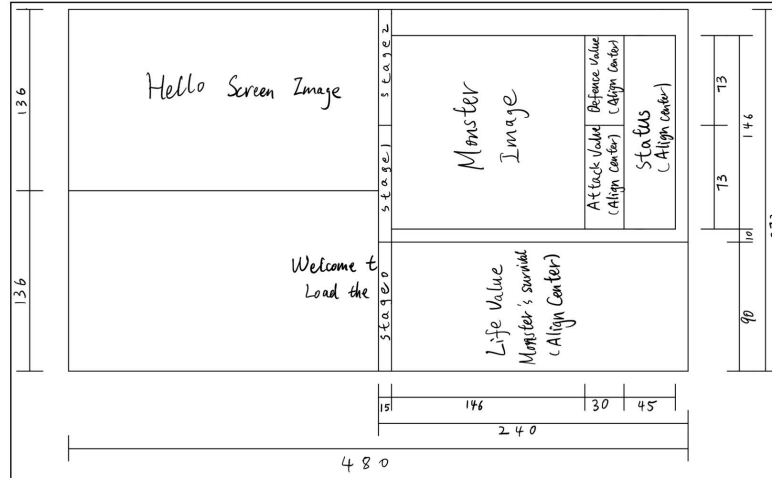 Hello Screen Image
Welcome t
Load the
stage2
stage1
stage0
Monster
Image
Defence Value
(Align Center)
Attack Value
(Align Center)
Status
(Align Center)
Life Value
Monster's survival
(Align Center)
136
136
73
73
146
10
90
15
146
30
45
240
480